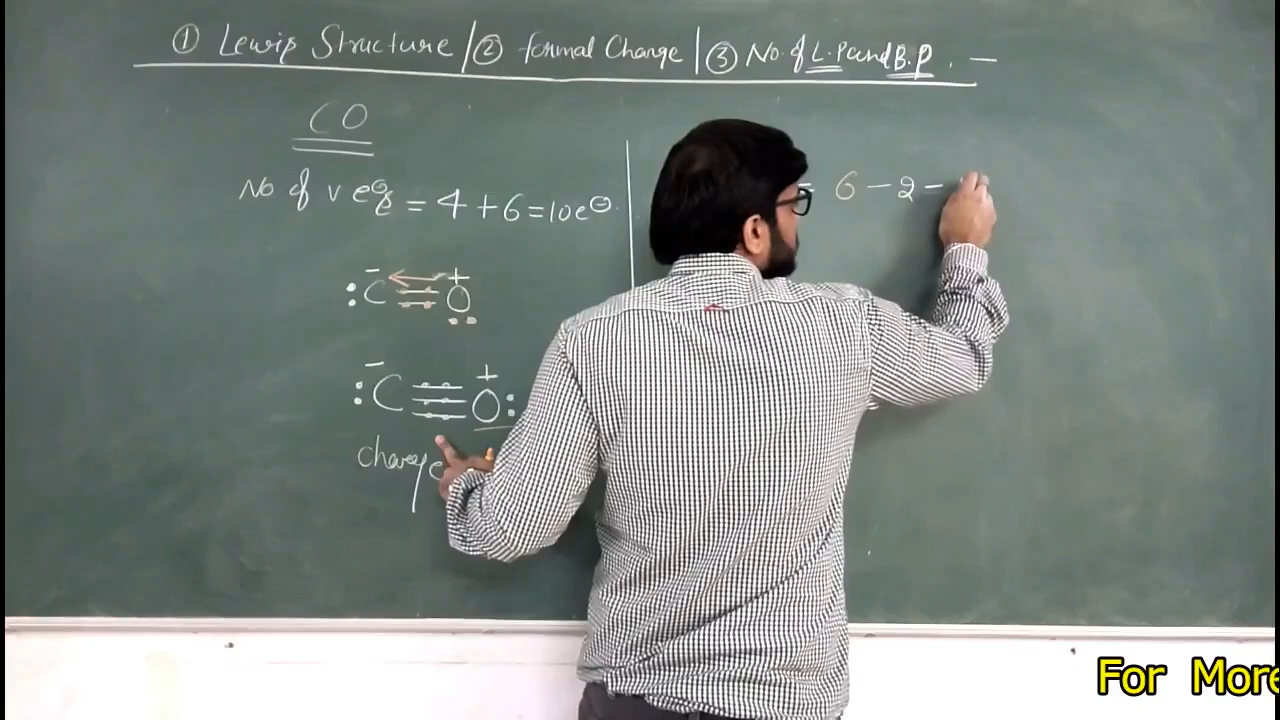 ① Lewis Structure / ② formal Charge | ③ No. of L.P and B.P. —
CO
No of v e⊖s = 4 + 6 = 10e⊖.
= 6 - 2 -
:C̄ ⇇ O⁺
:C̄ ≡ O⁺:
charge
For More